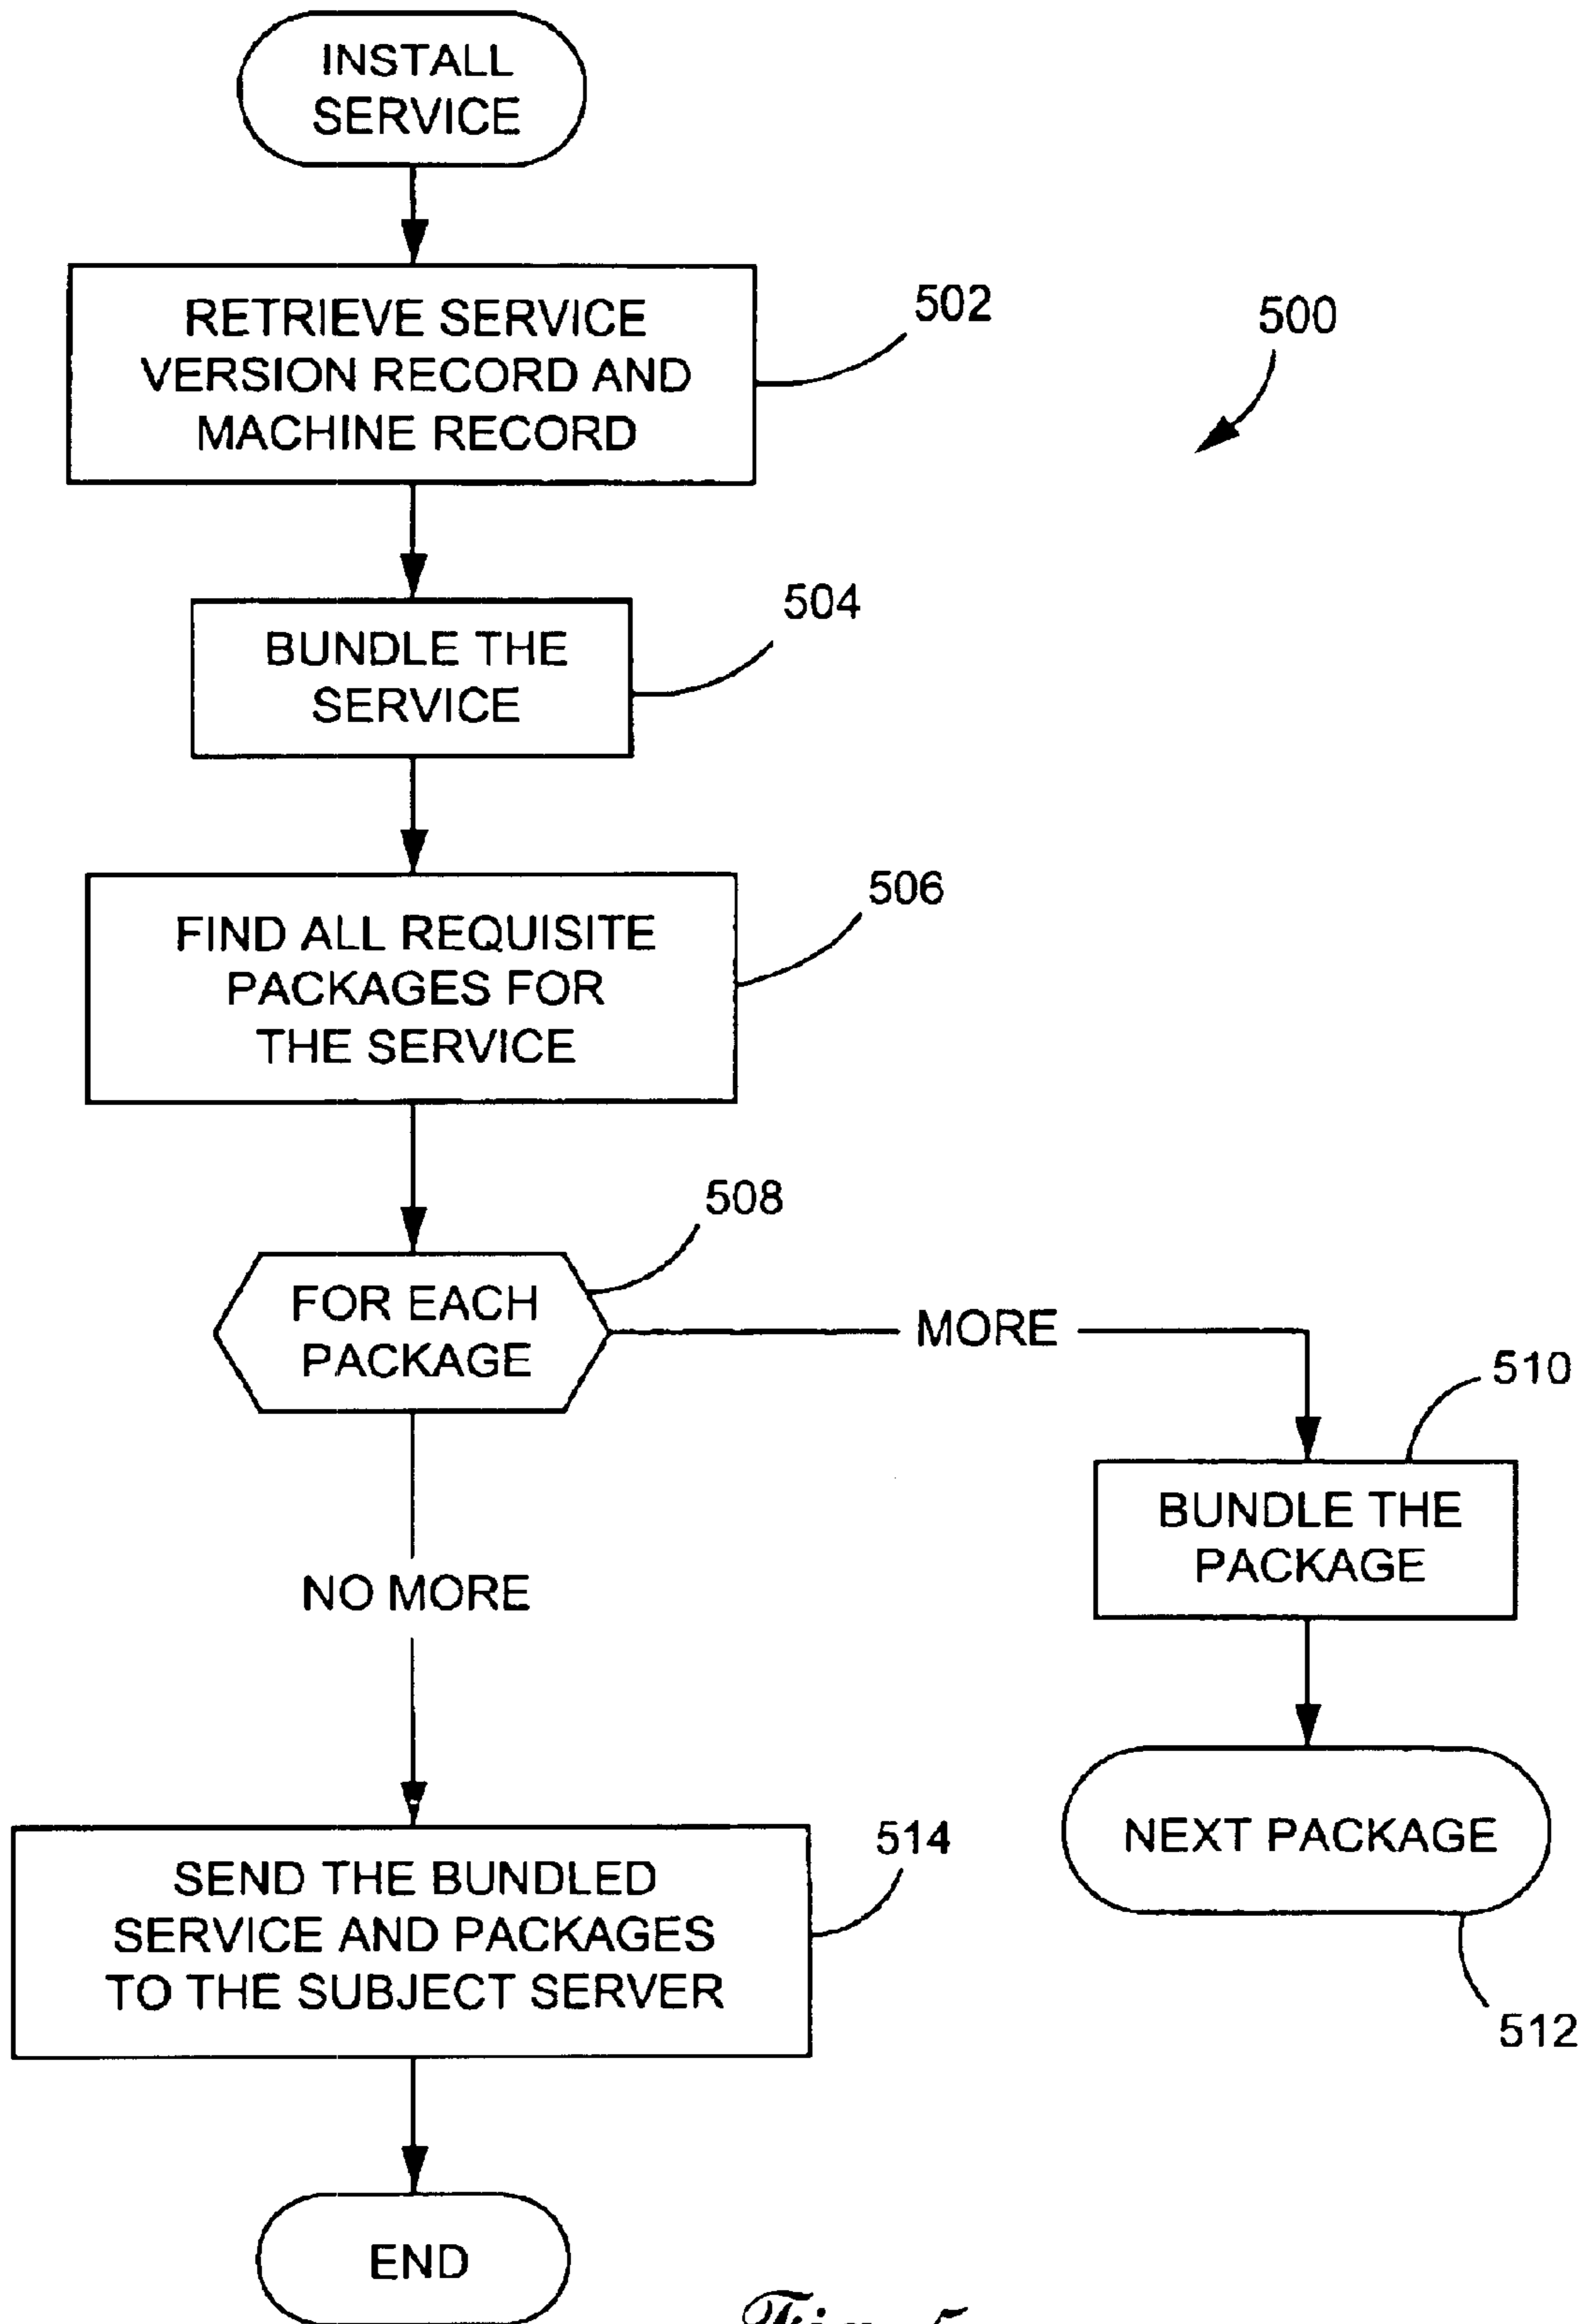 INSTALL
SERVICE
RETRIEVE SERVICE
VERSION RECORD AND
MACHINE RECORD
502
500
BUNDLE THE
SERVICE
504
FIND ALL REQUISITE
PACKAGES FOR
THE SERVICE
506
FOR EACH
PACKAGE
508
MORE
510
BUNDLE THE
PACKAGE
NO MORE
NEXT PACKAGE
512
SEND THE BUNDLED
SERVICE AND PACKAGES
TO THE SUBJECT SERVER
514
END
Fig. 5